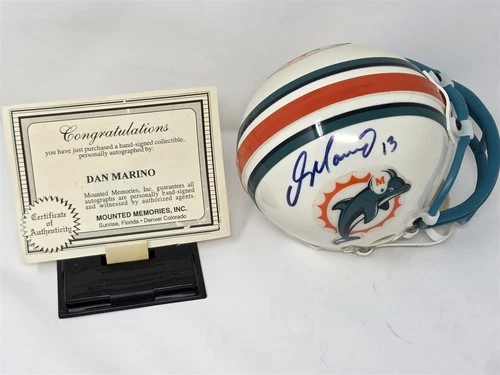 Congratulations
you have just purchased a hand-signed collectible,
personally autographed by:
DAN MARINO
Mounted Memories, Inc. guarantees all
autographs are personally hand-signed
and witnessed by authorized agents.
MOUNTED MEMORIES, INC.
Sunrise, Florida • Denver Colorado
Certificate of
Authenticity
Dan Marino 13
M